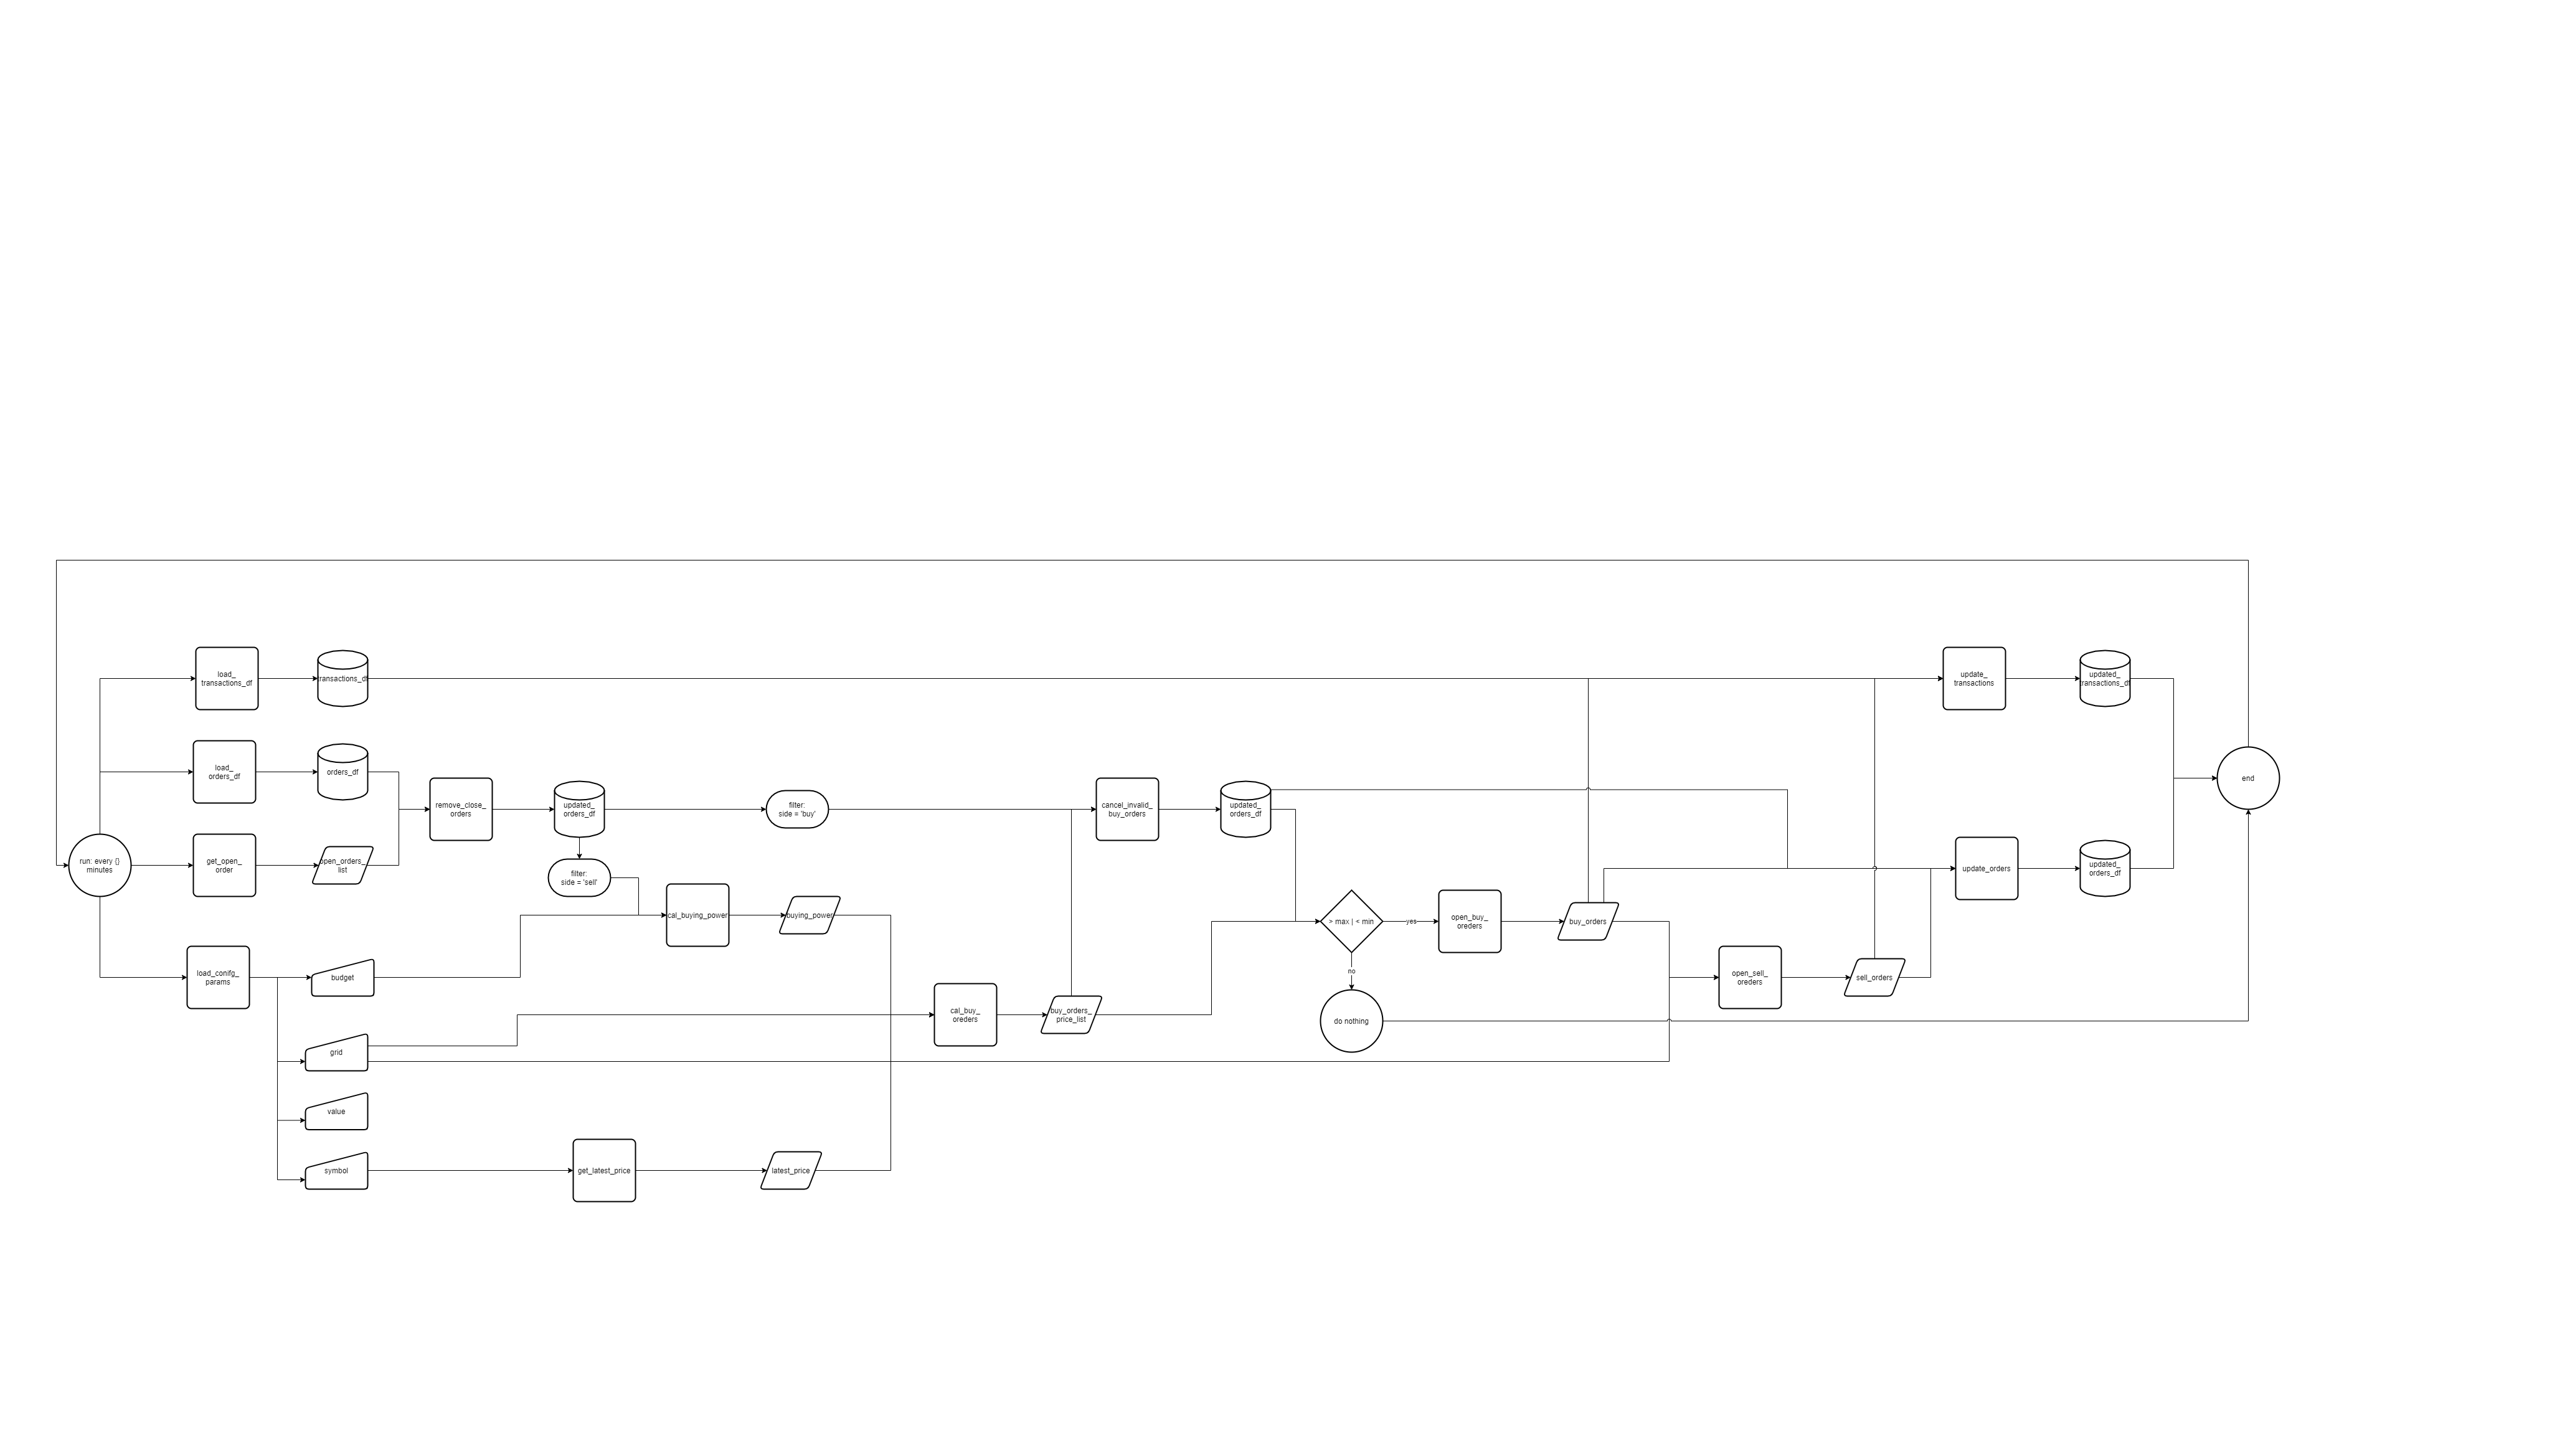 load_
transactions_df
transactions_df
update_
transactions
updated_
transactions_df
load_
orders_df
orders_df
end
remove_close_
orders
updated_
orders_df
filter:
side = 'buy'
cancel_invalid_
buy_orders
updated_
orders_df
run: every {}
minutes
get_open_
order
open_orders_
list
filter:
side = 'sell'
update_orders
updated_
orders_df
cal_buying_power
buying_power
> max | < min
yes
open_buy_
oreders
buy_orders
no
load_conifg_
params
budget
open_sell_
oreders
sell_orders
cal_buy_
oreders
buy_orders_
price_list
do nothing
grid
value
symbol
get_latest_price
latest_price